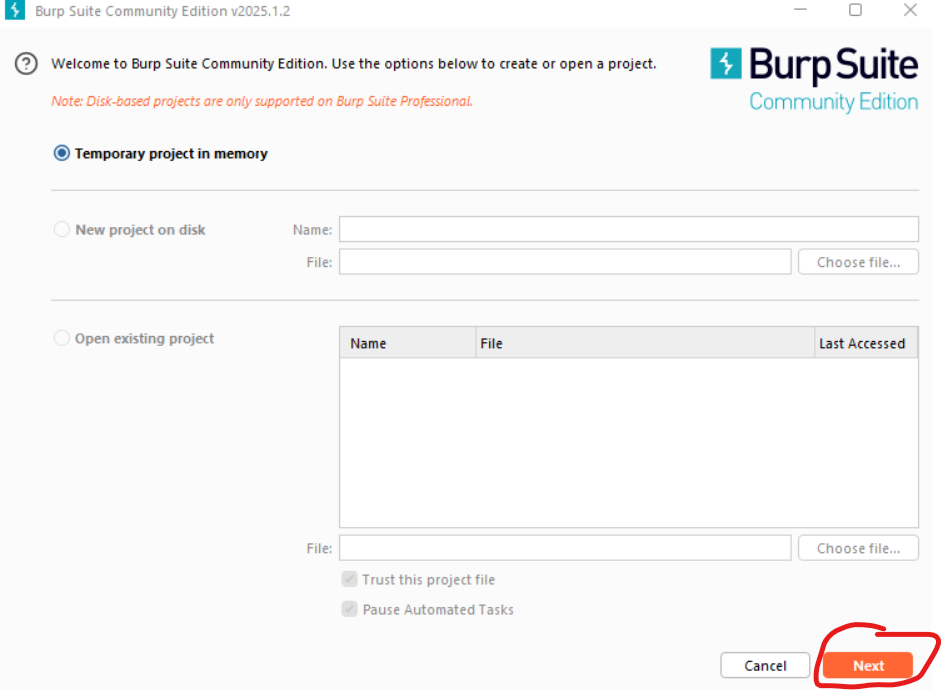 Burp Suite Community Edition v2025.1.2
Welcome to Burp Suite Community Edition. Use the options below to create or open a project.
Note: Disk-based projects are only supported on Burp Suite Professional.
Burp Suite
Community Edition
Temporary project in memory
New project on disk Name:
File: Choose file...
Open existing project
Name File Last Accessed
File: Choose file...
Trust this project file
Pause Automated Tasks
Cancel Next